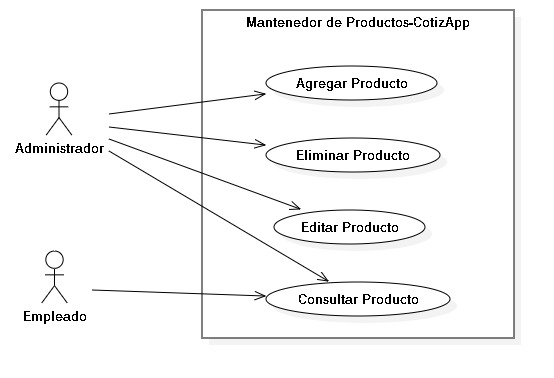 Mantenedor de Productos-CotizApp
Agregar Producto
Administrador
Eliminar Producto
Editar Producto
Consultar Producto
Empleado